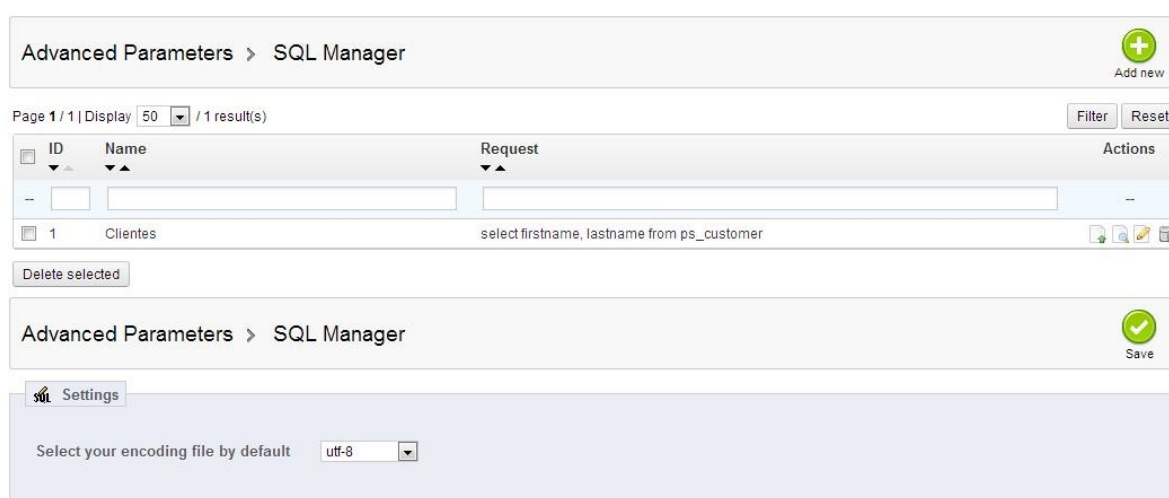 Advanced Parameters > SQL Manager
Add new
Page 1 / 1 | Display 50 / 1 result(s)
Filter Reset
ID Name Request Actions
-- --
1 Clientes select firstname, lastname from ps_customer
Delete selected
Advanced Parameters > SQL Manager
Save
SQL Settings
Select your encoding file by default utf-8